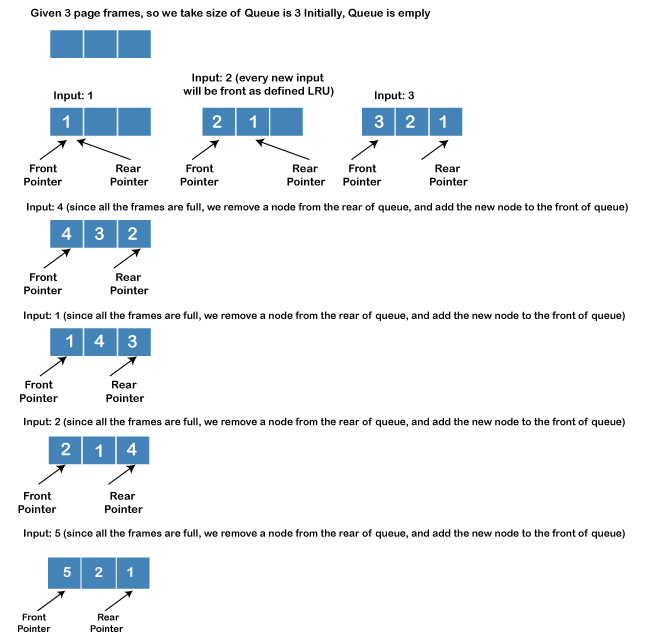 Given 3 page frames, so we take size of Queue is 3 Initially, Queue is emply
Input: 1
Input: 2 (every new input
will be front as defined LRU)
Input: 3
1
2 1
3 2 1
Front
Pointer
Rear
Pointer
Front
Pointer
Rear
Pointer
Front
Pointer
Rear
Pointer
Input: 4 (since all the frames are full, we remove a node from the rear of queue, and add the new node to the front of queue)
4 3 2
Front
Pointer
Rear
Pointer
Input: 1 (since all the frames are full, we remove a node from the rear of queue, and add the new node to the front of queue)
1 4 3
Front
Pointer
Rear
Pointer
Input: 2 (since all the frames are full, we remove a node from the rear of queue, and add the new node to the front of queue)
2 1 4
Front
Pointer
Rear
Pointer
Input: 5 (since all the frames are full, we remove a node from the rear of queue, and add the new node to the front of queue)
5 2 1
Front
Pointer
Rear
Pointer